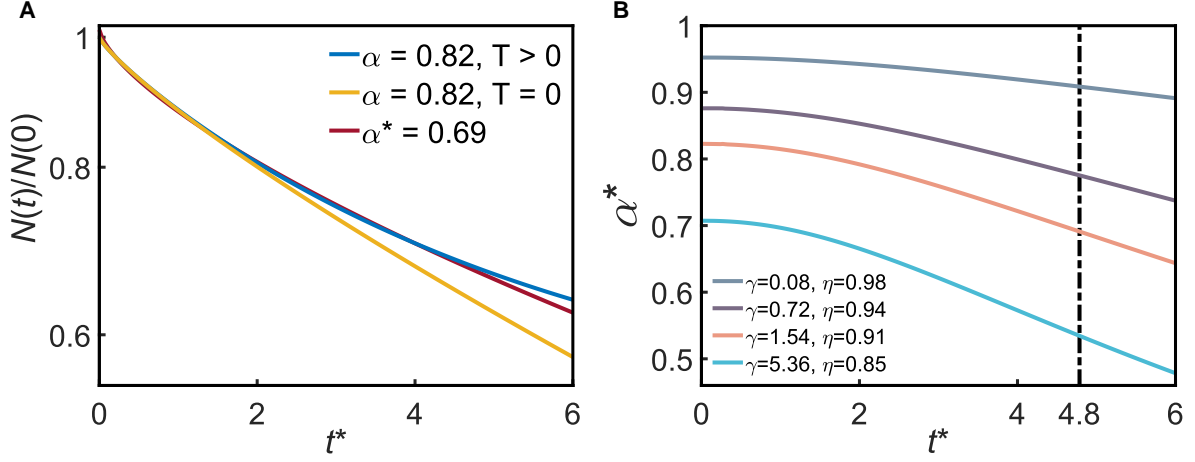 A
N(t)/N(0)
1
0.8
0.6
α = 0.82, T > 0
α = 0.82, T = 0
α* = 0.69
0
2
4
6
t*
B
α*
1
0.9
0.8
0.7
0.6
0.5
γ=0.08, η=0.98
γ=0.72, η=0.94
γ=1.54, η=0.91
γ=5.36, η=0.85
0
2
4
4.8
6
t*